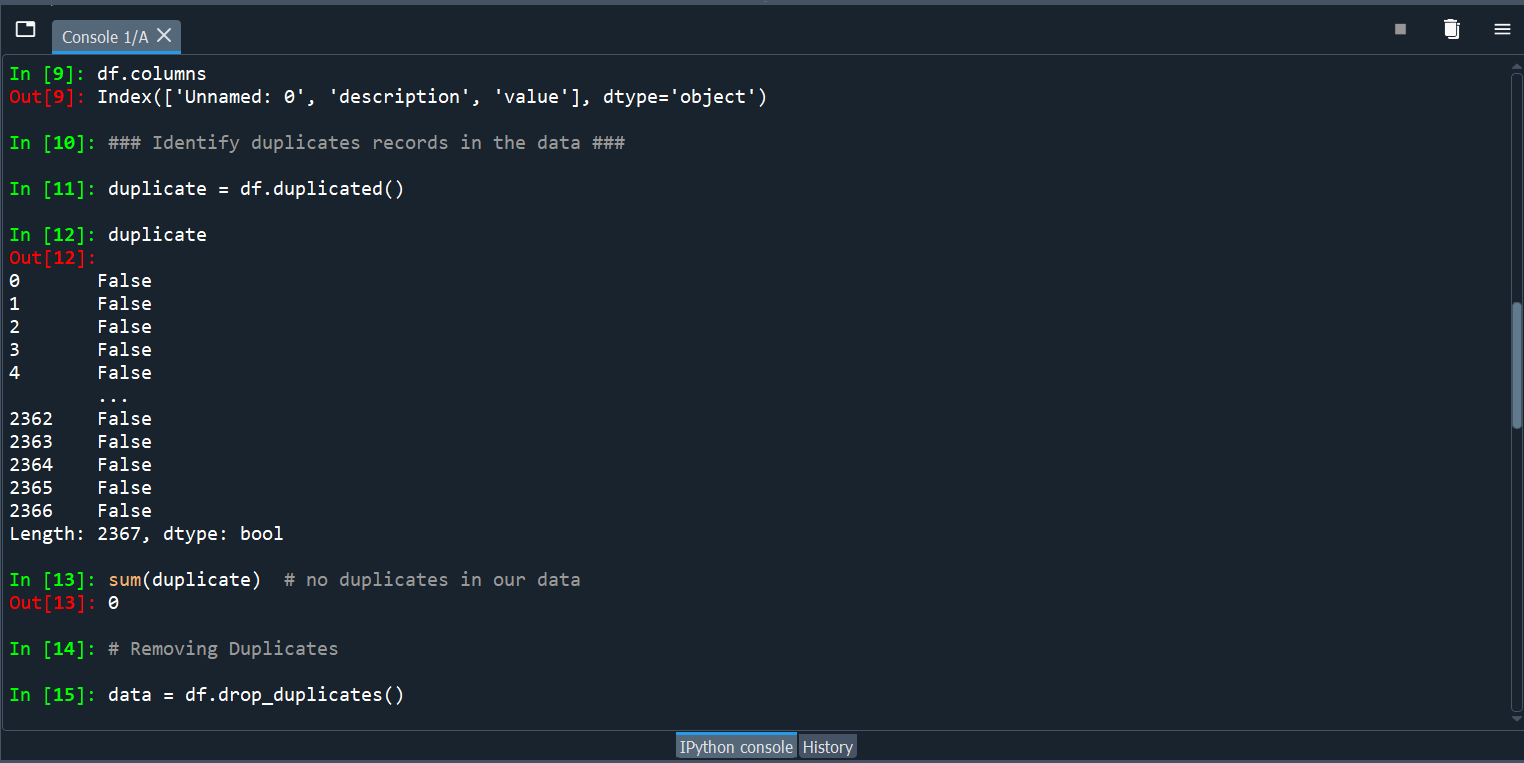 Console 1/A
In [9]: df.columns
Out[9]: Index(['Unnamed: 0', 'description', 'value'], dtype='object')
In [10]: ### Identify duplicates records in the data ###
In [11]: duplicate = df.duplicated()
In [12]: duplicate
Out[12]:
0       False
1       False
2       False
3       False
4       False
        ...
2362    False
2363    False
2364    False
2365    False
2366    False
Length: 2367, dtype: bool
In [13]: sum(duplicate)  # no duplicates in our data
Out[13]: 0
In [14]: # Removing Duplicates
In [15]: data = df.drop_duplicates()
IPython console History